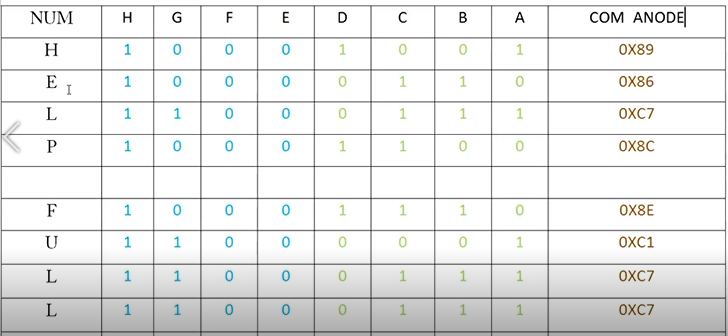 NUM H G F E D C B A COM ANODE
H 1 0 0 0 1 0 0 1 0X89
E 1 0 0 0 0 1 1 0 0X86
L 1 1 0 0 0 1 1 1 0XC7
P 1 0 0 0 1 1 0 0 0X8C
F 1 0 0 0 1 1 1 0 0X8E
U 1 1 0 0 0 0 0 1 0XC1
L 1 1 0 0 0 1 1 1 0XC7
L 1 1 0 0 0 1 1 1 0XC7